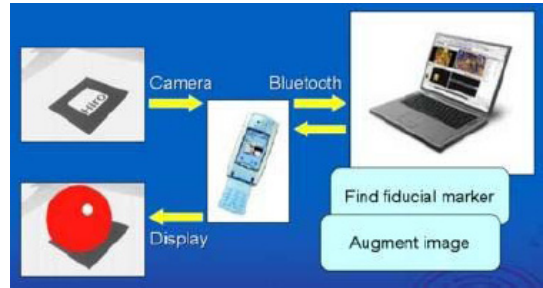 Camera
Bluetooth
Hiro
Find fiducial marker
Display
Augment image